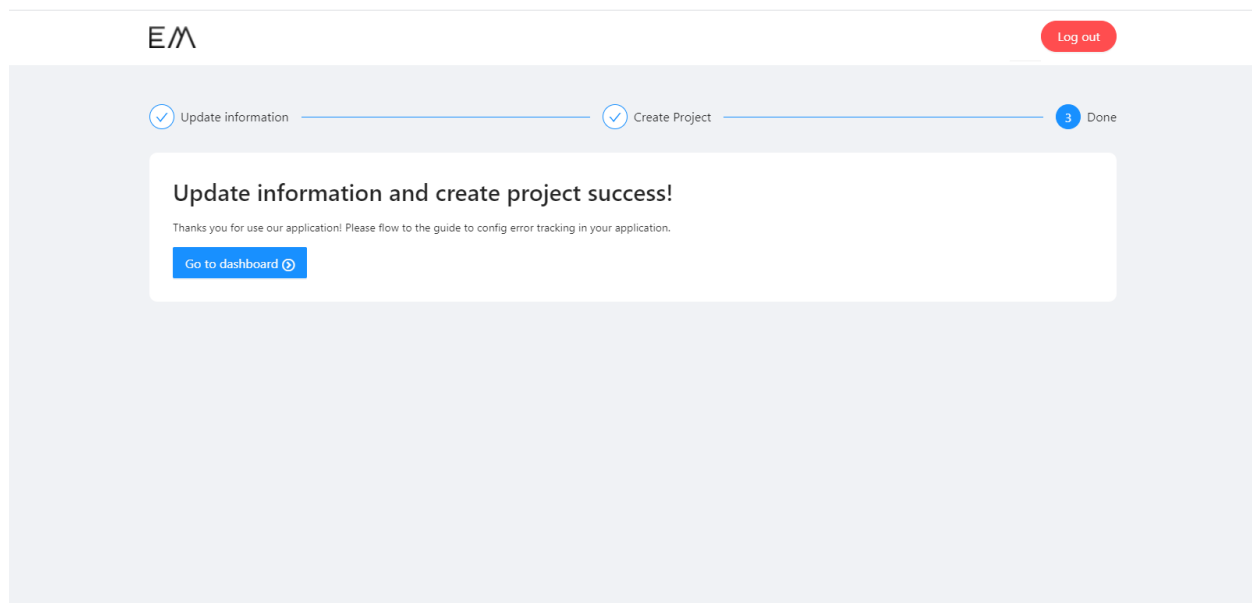 EM
Log out
Update information
Create Project
3 Done
Update information and create project success!
Thanks you for use our application! Please flow to the guide to config error tracking in your application.
Go to dashboard